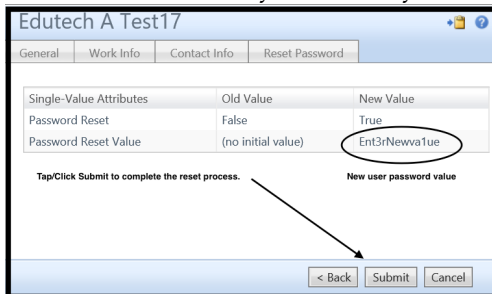 Edutech A Test17
General Work Info Contact Info Reset Password
Single-Value Attributes Old Value New Value
Password Reset False True
Password Reset Value (no initial value) Ent3rNewva1ue
Tap/Click Submit to complete the reset process. New user password value
< Back Submit Cancel